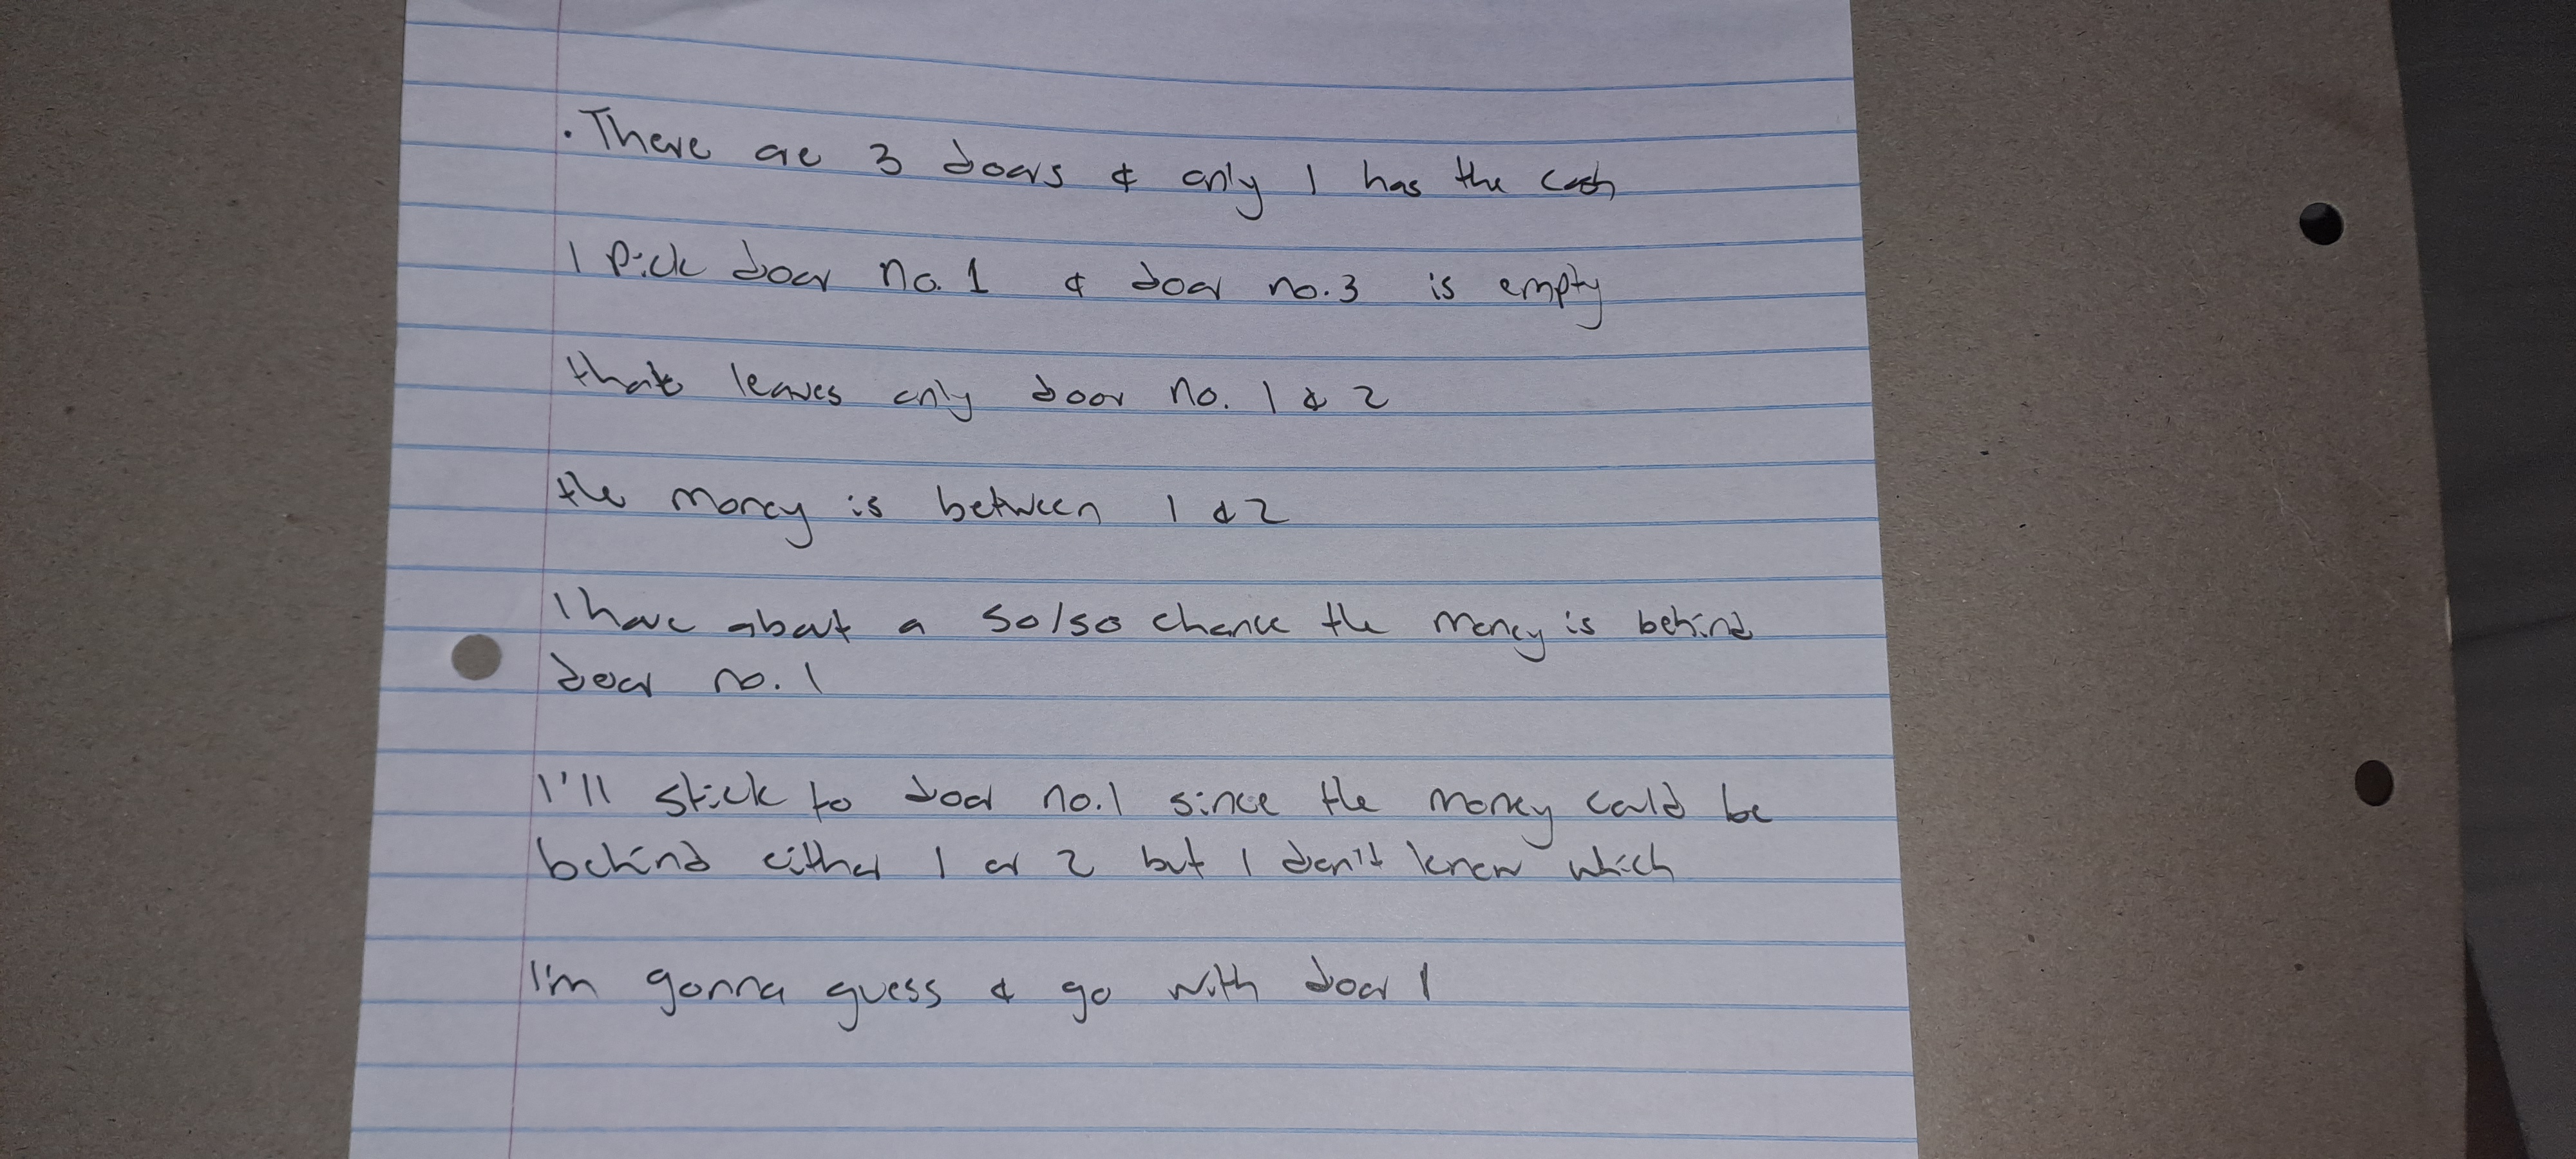 . There are 3 doors & only 1 has the cash
I pick door no. 1 & door no. 3 is empty
that leaves only door no. 1 & 2
the money is between 1 & 2
I have about a 50/50 chance the money is behind
door no. 1
I'll stick to door no. 1 since the money could be
behind either 1 or 2 but I don't know which
I'm gonna guess & go with door 1